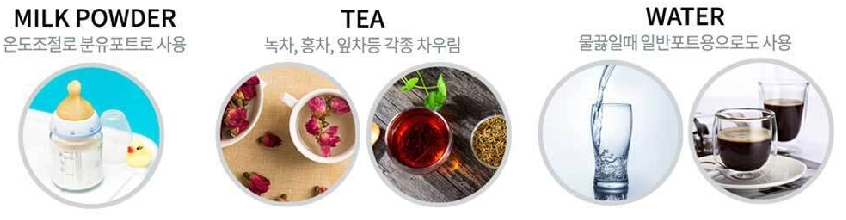 MILK POWDER
온도조절로 분유포트로 사용
TEA
녹차, 홍차, 잎차등 각종 차우림
WATER
물끓일때 일반포트용으로도 사용